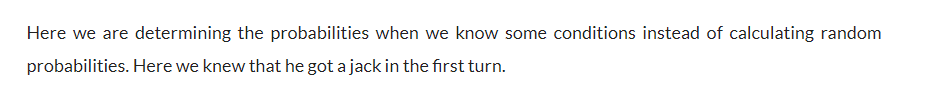 Here we are determining the probabilities when we know some conditions instead of calculating random
probabilities. Here we knew that he got a jack in the first turn.